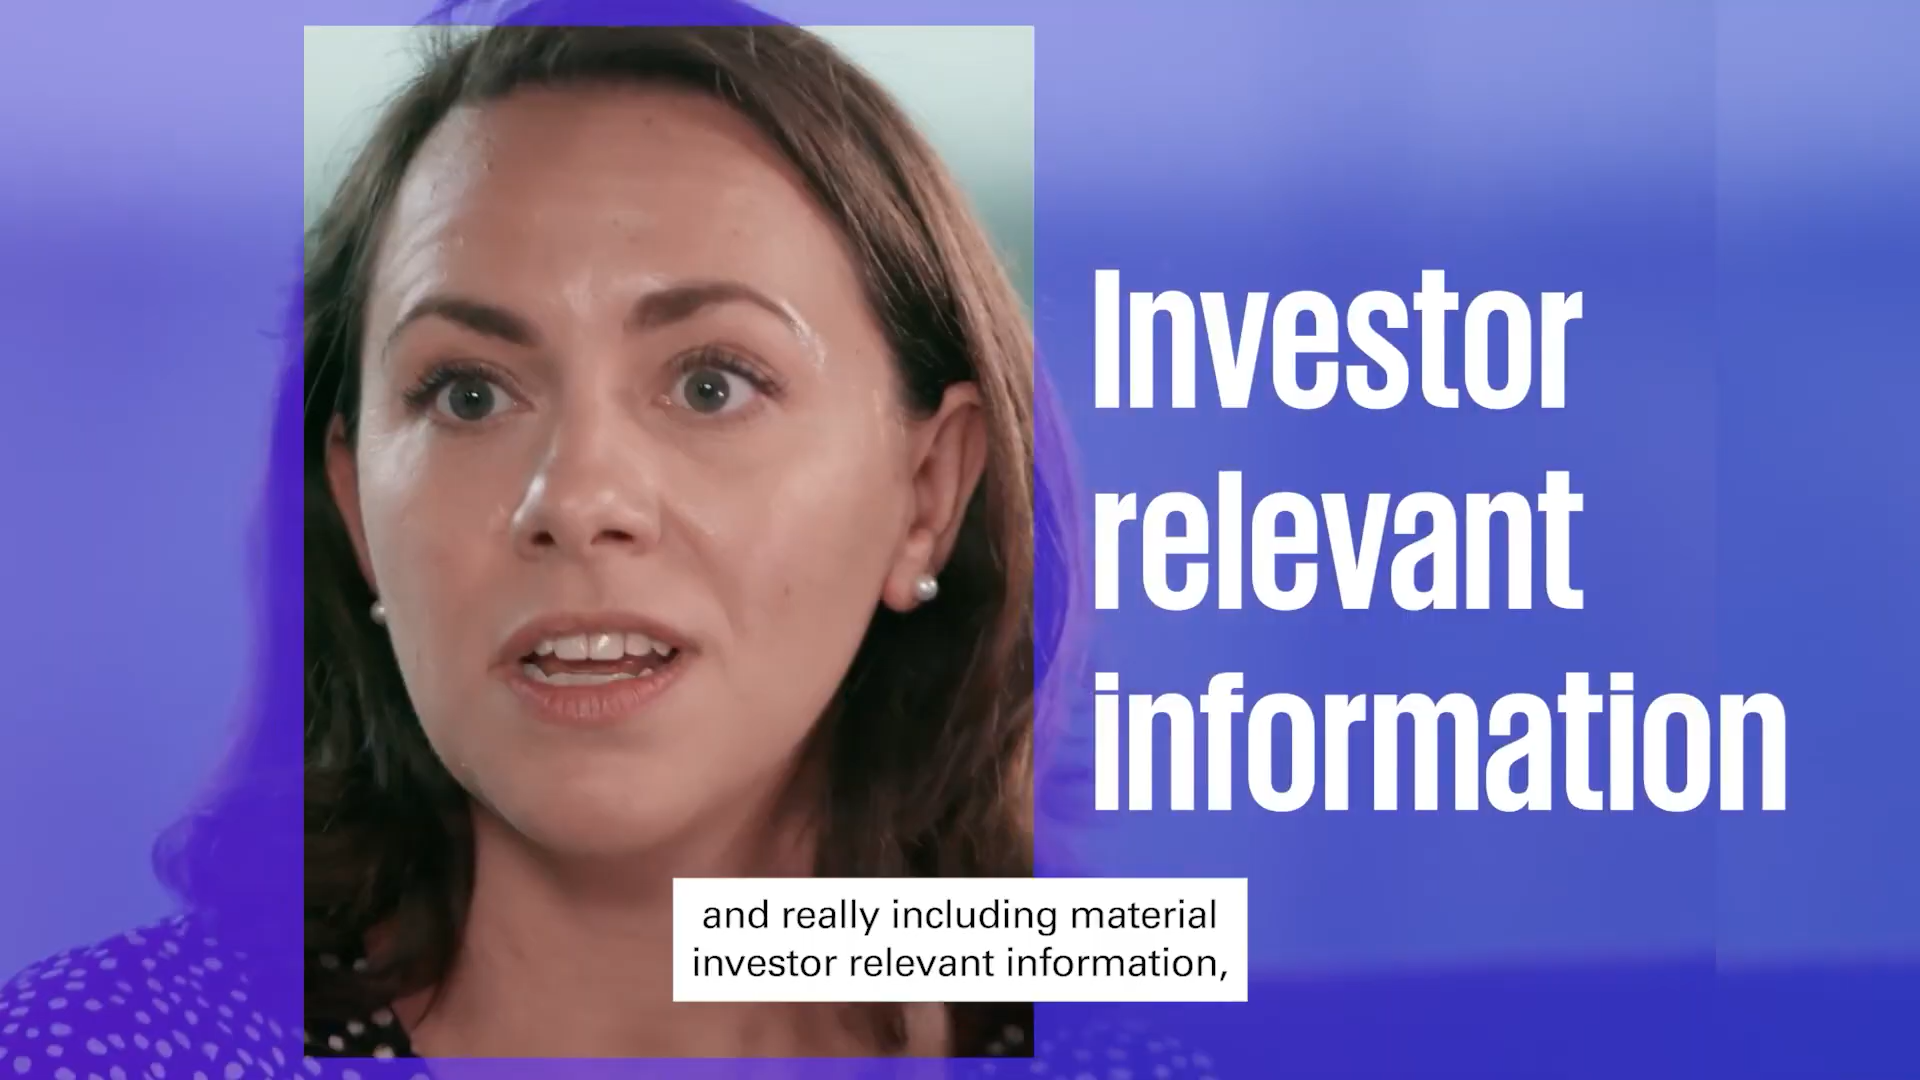 Investor
relevant
information
and really including material
investor relevant information,